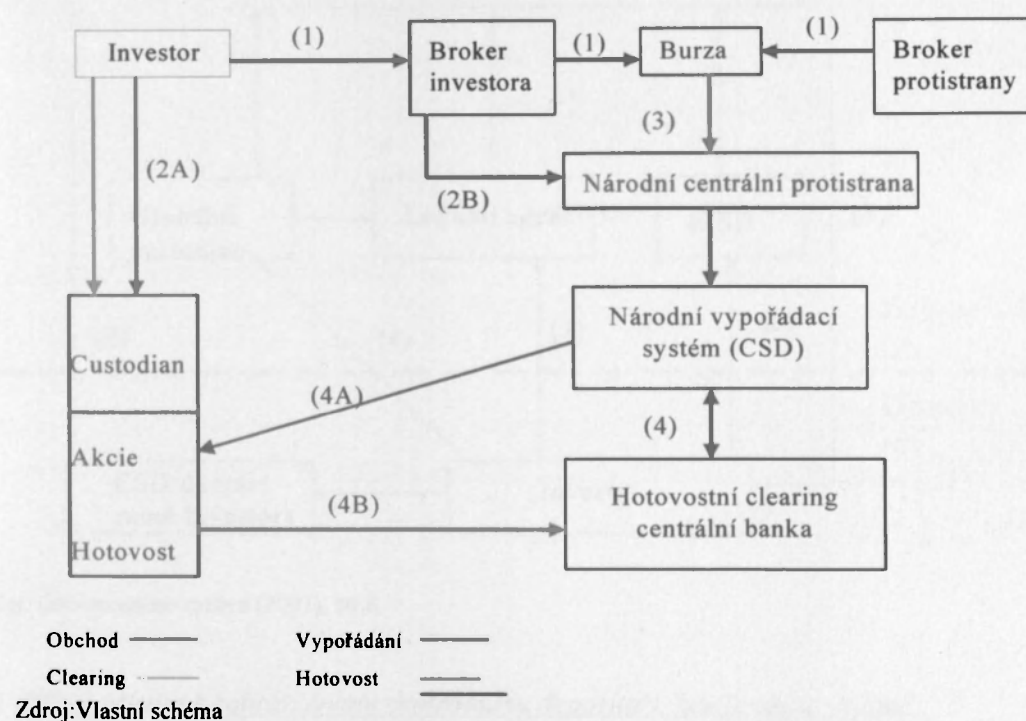 Investor
(1)
Broker
investora
(1)
Burza
(1)
Broker
protistrany
(2A)
(2B)
(3)
Národní centrální protistrana
Národní vypořádací
systém (CSD)
Custodian
(4A)
(4)
Akcie
Hotovost
(4B)
Hotovostní clearing
centrální banka
Obchod
Vypořádání
Clearing
Hotovost
Zdroj:Vlastní schéma